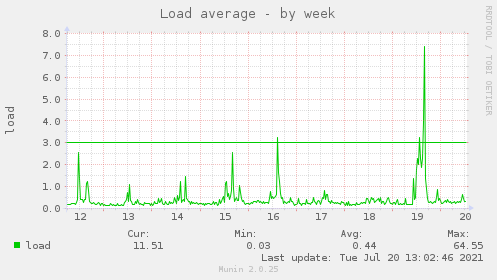 Load average - by week
RRDTOOL / TOBI OETIKER
load
8.0
7.0
6.0
5.0
4.0
3.0
2.0
1.0
0.0
12 13 14 15 16 17 18 19 20
Cur: Min: Avg: Max:
load 11.51 0.03 0.44 64.55
Last update: Tue Jul 20 13:02:46 2021
Munin 2.0.25